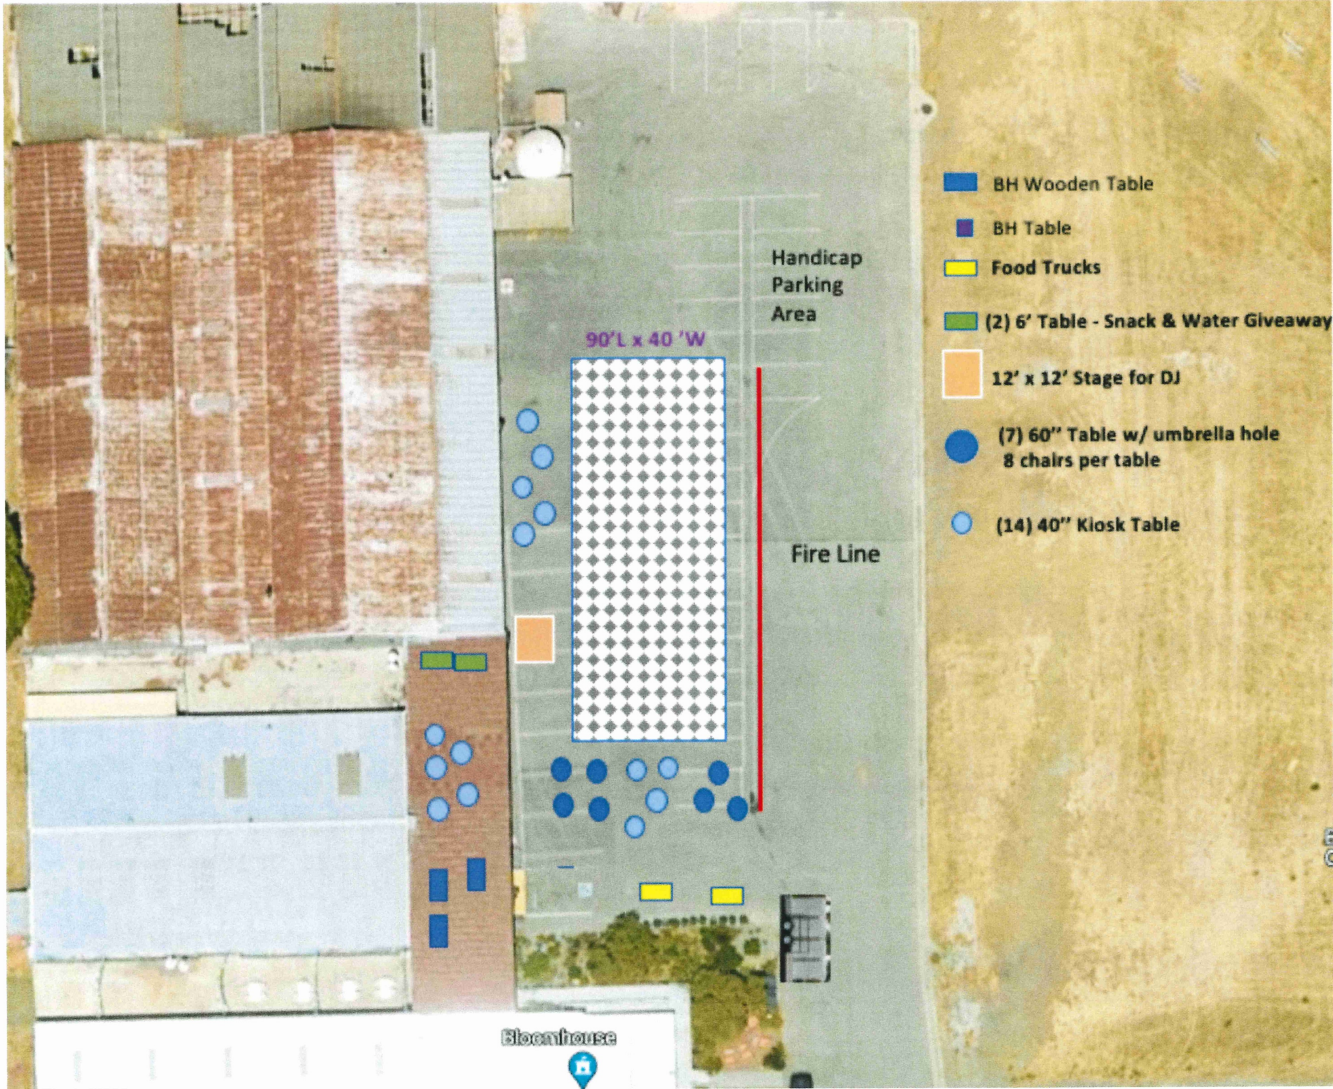 BH Wooden Table
BH Table
Food Trucks
(2) 6' Table - Snack & Water Giveaway
12' x 12' Stage for DJ
(7) 60" Table w/ umbrella hole
8 chairs per table
(14) 40" Kiosk Table
Handicap
Parking
Area
90'L x 40 'W
Fire Line
Bloomhouse